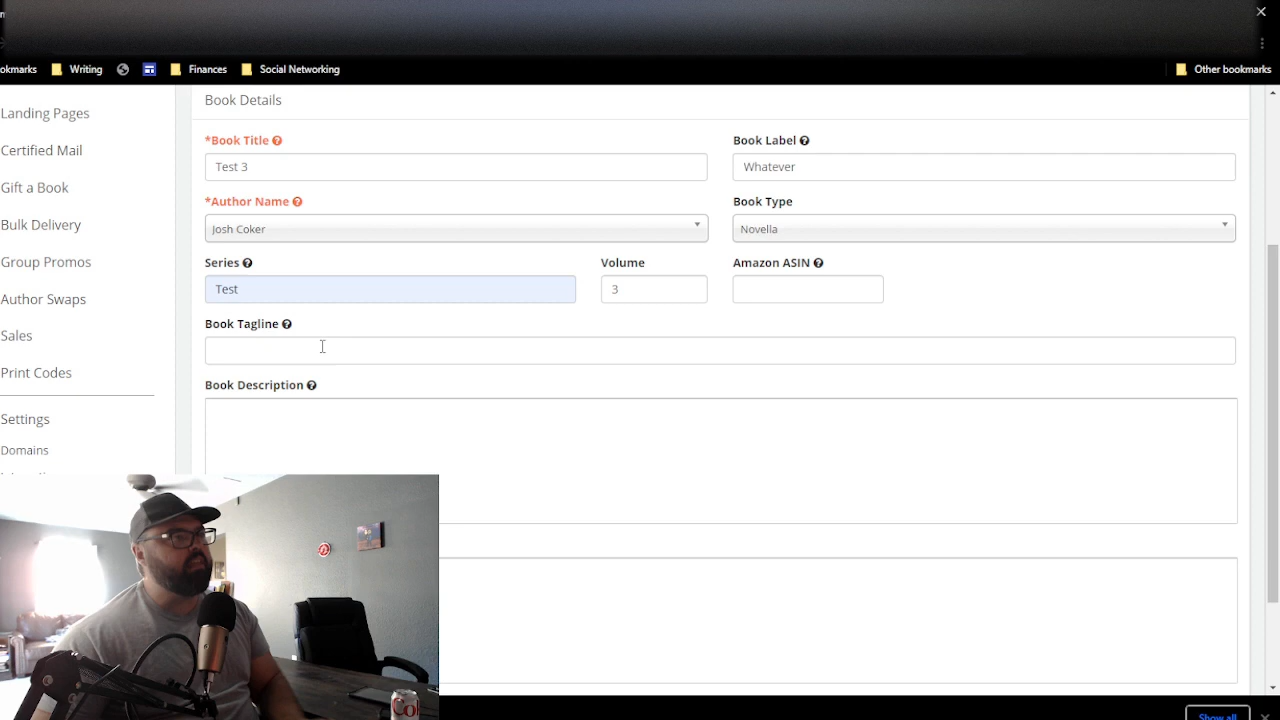 okmarks Writing Finances Social Networking Other bookmarks
Landing Pages
Certified Mail
Gift a Book
Bulk Delivery
Group Promos
Author Swaps
Sales
Print Codes
Settings
Domains
Book Details
*Book Title
Test 3
Book Label
Whatever
*Author Name
Josh Coker
Book Type
Novella
Series
Test
Volume
3
Amazon ASIN
Book Tagline
Book Description
Show all